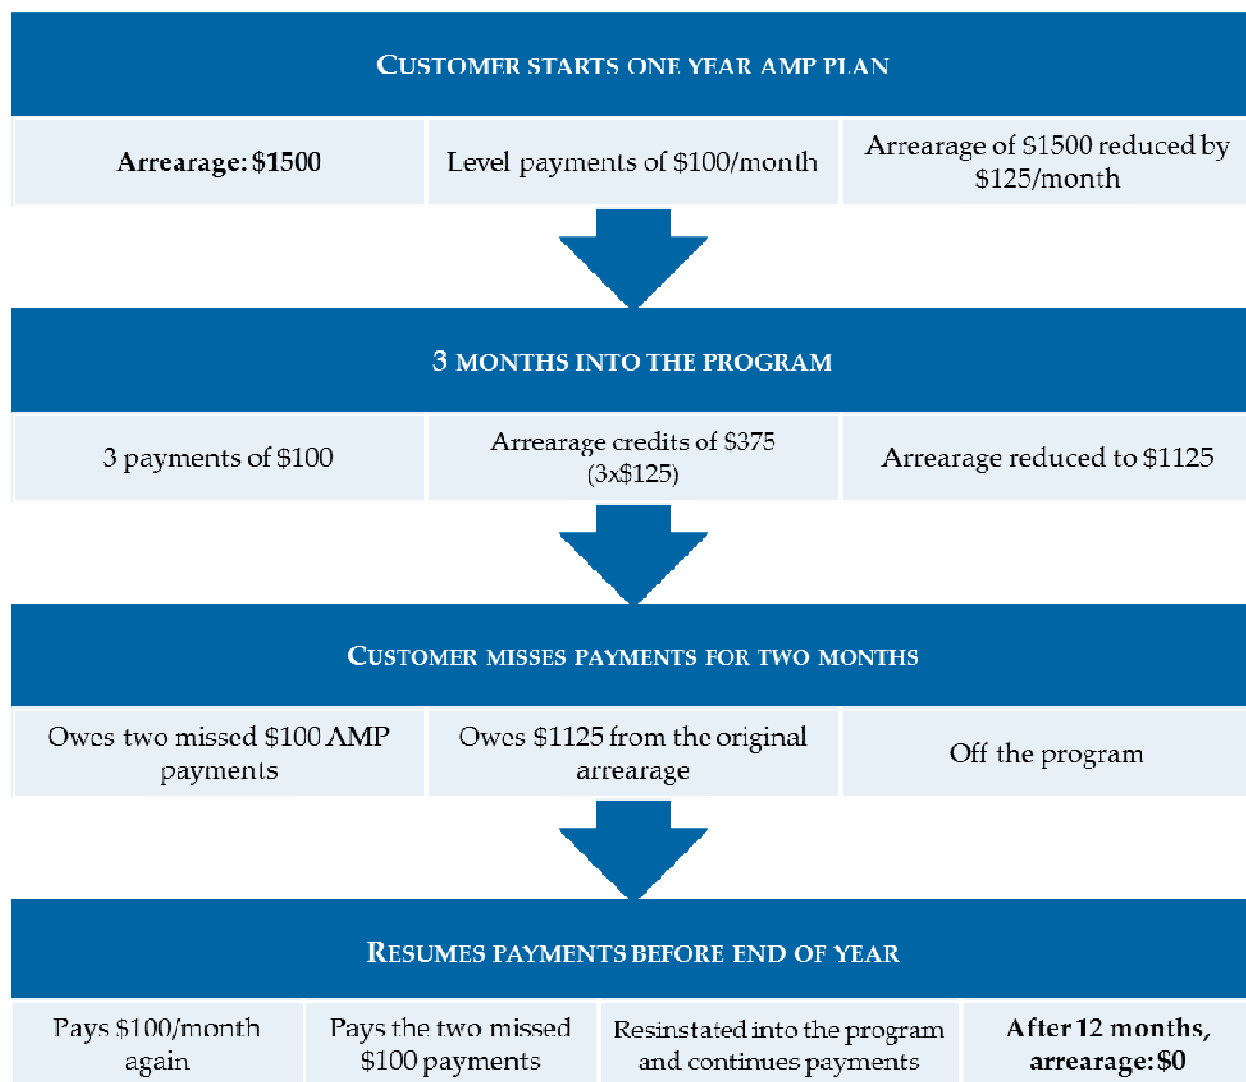 CUSTOMER STARTS ONE YEAR AMP PLAN
Arrearage: $1500
Level payments of $100/month
Arrearage of $1500 reduced by
$125/month
3 MONTHS INTO THE PROGRAM
3 payments of $100
Arrearage credits of $375
(3x$125)
Arrearage reduced to $1125
CUSTOMER MISSES PAYMENTS FOR TWO MONTHS
Owes two missed $100 AMP
payments
Owes $1125 from the original
arrearage
Off the program
RESUMES PAYMENTS BEFORE END OF YEAR
Pays $100/month
again
Pays the two missed
$100 payments
Resinstated into the program
and continues payments
After 12 months,
arrearage: $0